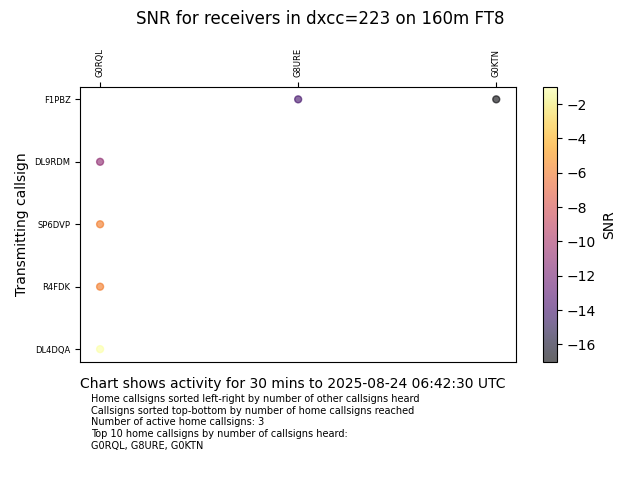 SNR for receivers in dxcc=223 on 160m FT8
G0RQL
G8URE
G0KTN
F1PBZ
DL9RDM
SP6DVP
R4FDK
DL4DQA
Transmitting callsign
−2
−4
−6
−8
−10
−12
−14
−16
SNR
Chart shows activity for 30 mins to 2025-08-24 06:42:30 UTC
Home callsigns sorted left-right by number of other callsigns heard
Callsigns sorted top-bottom by number of home callsigns reached
Number of active home callsigns: 3
Top 10 home callsigns by number of callsigns heard:
G0RQL, G8URE, G0KTN